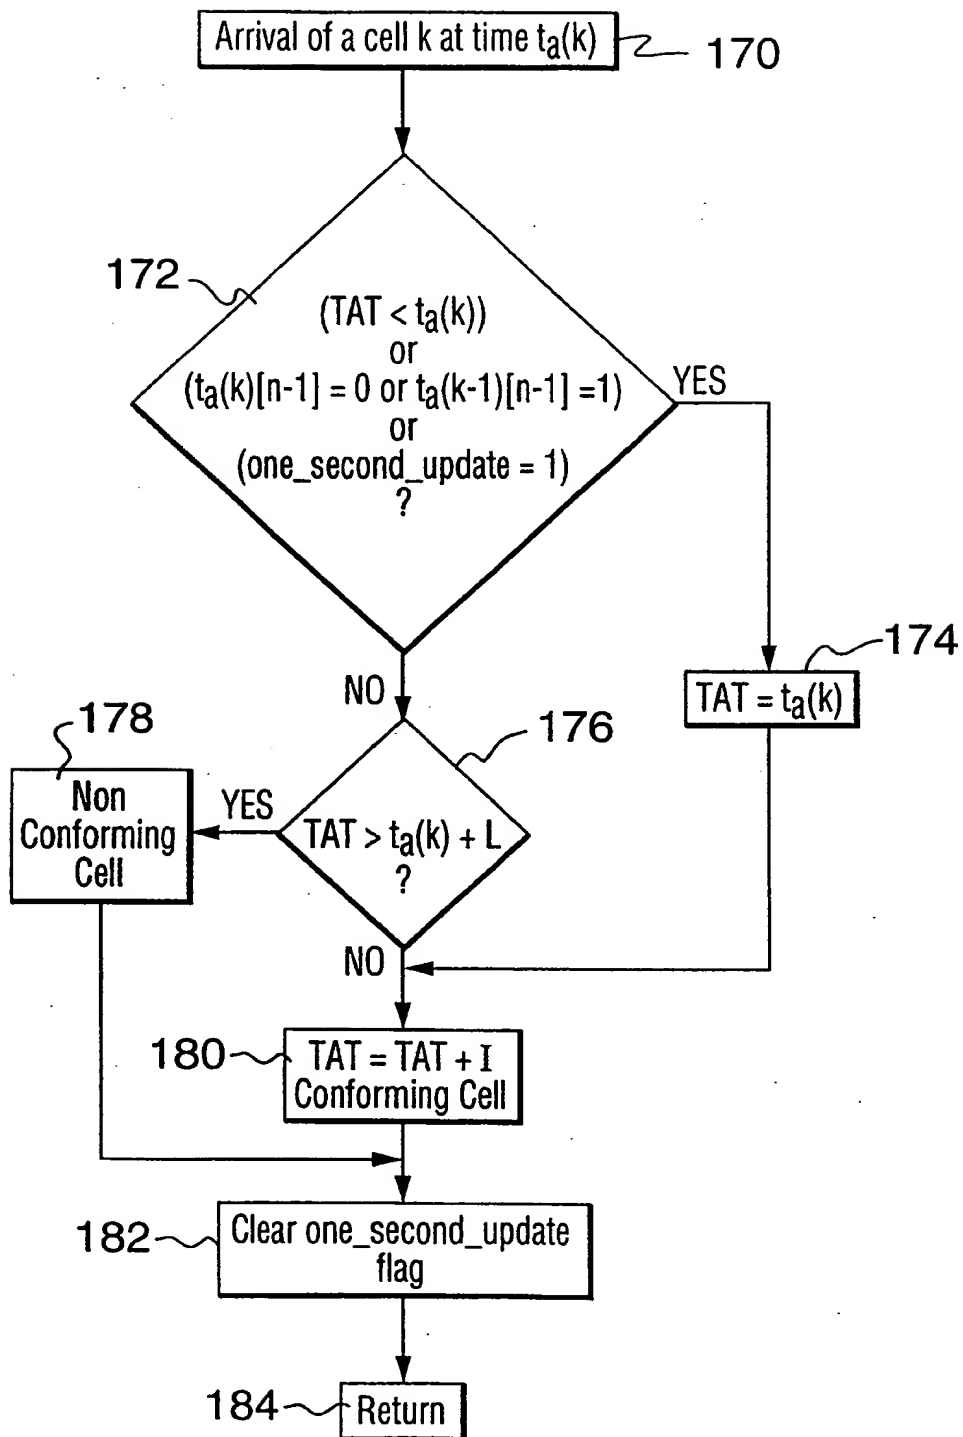 Arrival of a cell k at time ta(k)
170
172
(TAT < ta(k))
or
(ta(k)[n-1] = 0 or ta(k-1)[n-1] =1)
or
(one_second_update = 1)
?
YES
174
TAT = ta(k)
NO
176
178
Non
Conforming
Cell
YES
TAT > ta(k) + L
?
NO
180
TAT = TAT + I
Conforming Cell
182
Clear one_second_update
flag
184
Return